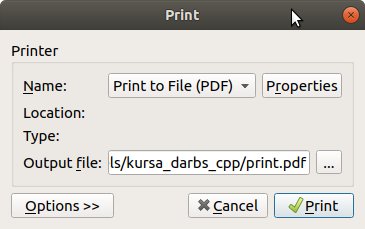 Print
Printer
Name: Print to File (PDF) Properties
Location:
Type:
Output file: ls/kursa_darbs_cpp/print.pdf ...
Options >> Cancel Print